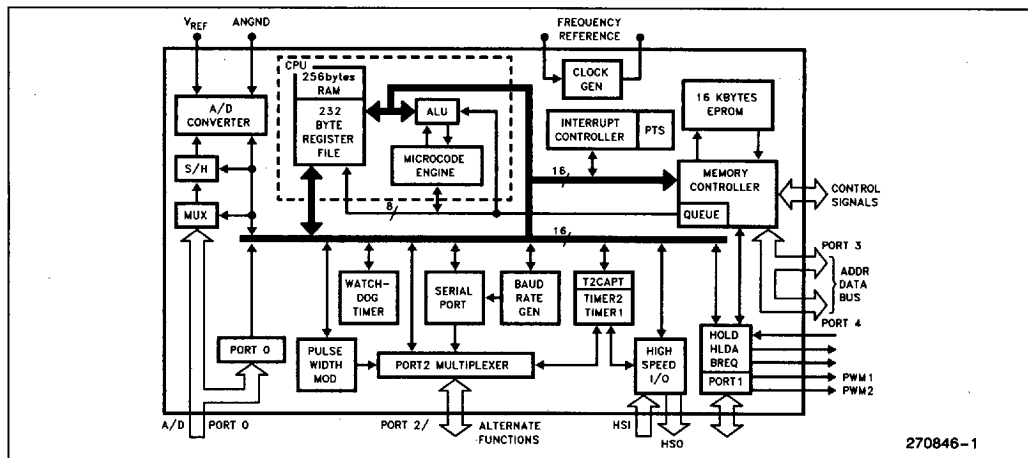 VREF ANGND
FREQUENCY
REFERENCE
CPU
256bytes
RAM
232
BYTE
REGISTER
FILE
ALU
MICROCODE
ENGINE
CLOCK
GEN
A/D
CONVERTER
S/H
MUX
INTERRUPT
CONTROLLER
PTS
16 KBYTES
EPROM
MEMORY
CONTROLLER
QUEUE
CONTROL
SIGNALS
16
8
16
PORT 3
ADDR
DATA
BUS
PORT 4
WATCH-
DOG
TIMER
SERIAL
PORT
BAUD
RATE
GEN
T2CAPT
TIMER2
TIMER1
PORT 0
PULSE
WIDTH
MOD
PORT2 MULTIPLEXER
HIGH
SPEED
I/O
HOLD
HLDA
BREQ
PORT1
PWM1
PWM2
A/D PORT 0
PORT 2/ ALTERNATE
FUNCTIONS
HSI
HSO
270846-1